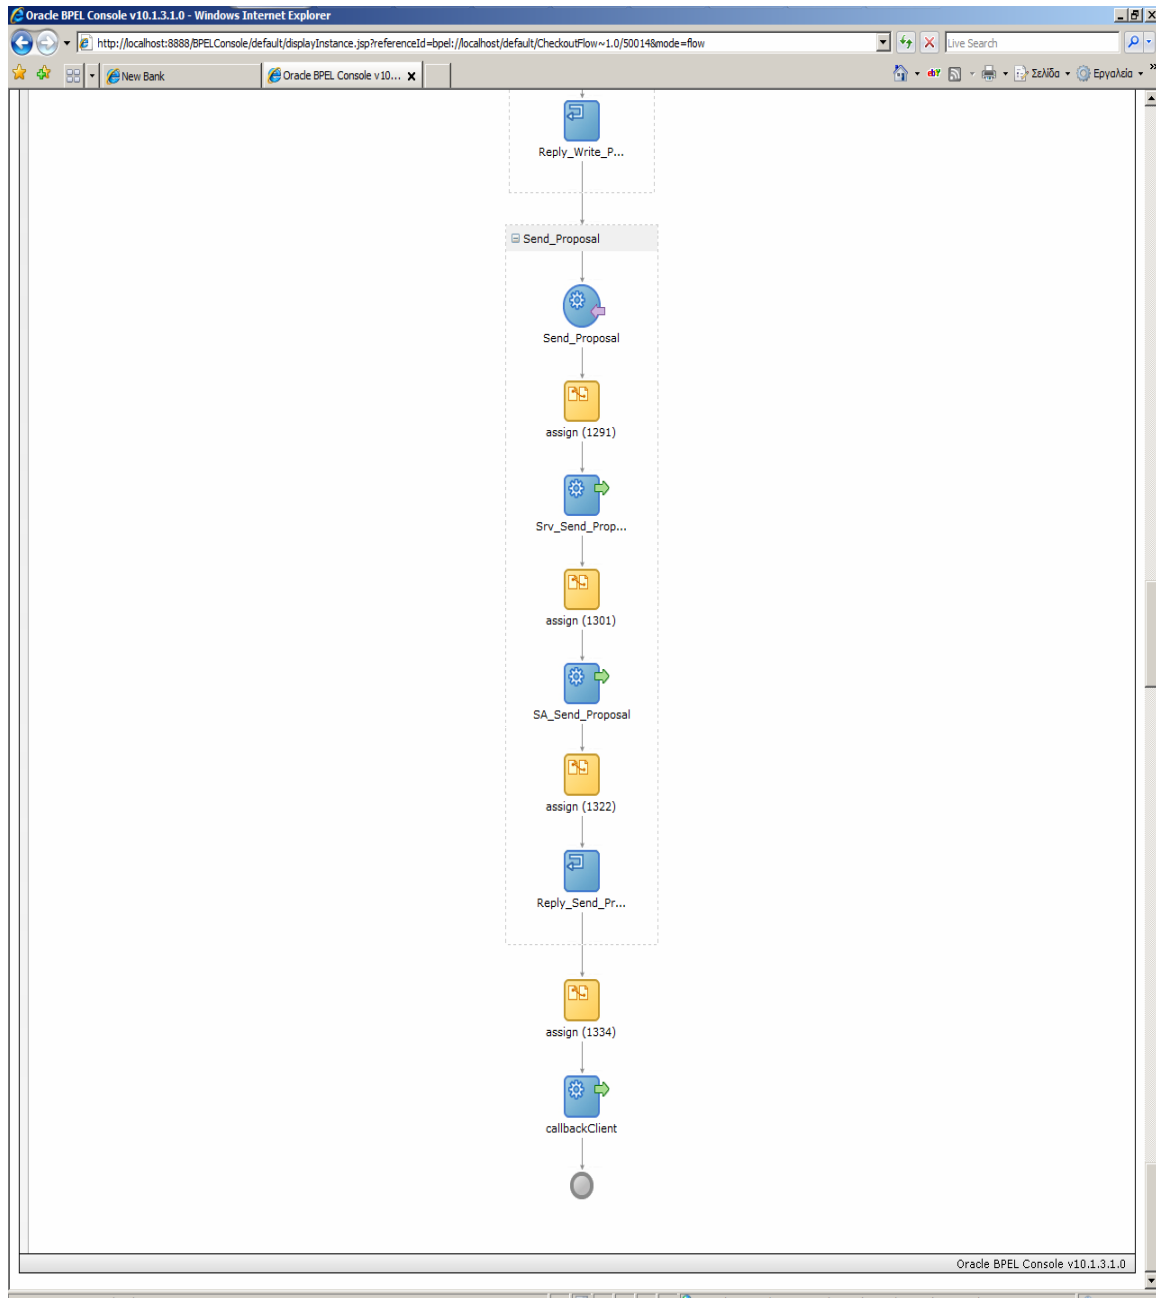 Oracle BPEL Console v10.1.3.1.0 - Windows Internet Explorer
http://localhost:8888/BPELConsole/default/displayInstance.jsp?referenceId=bpel://localhost/default/CheckoutFlow~1.0/50014&mode=flow
Live Search
New Bank
Oracle BPEL Console v10...
ebY
Σελίδα
Εργαλεία
Reply_Write_P...
Send_Proposal
Send_Proposal
assign (1291)
Srv_Send_Prop...
assign (1301)
SA_Send_Proposal
assign (1322)
Reply_Send_Pr...
assign (1334)
callbackClient
Oracle BPEL Console v10.1.3.1.0